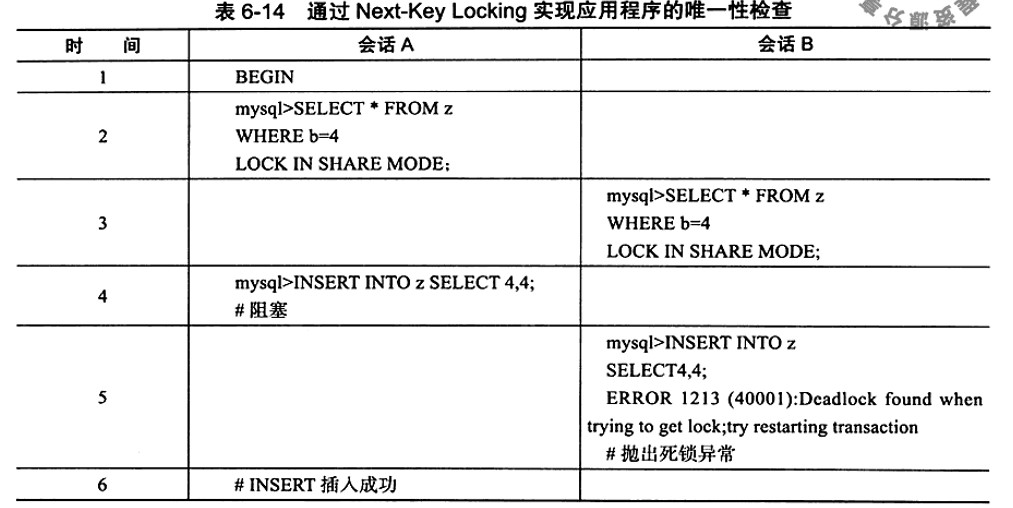 表 6-14 通过 Next-Key Locking 实现应用程序的唯一性检查
时 间 会话 A 会话 B
1 BEGIN
mysql>SELECT * FROM z
2 WHERE b=4
LOCK IN SHARE MODE;
mysql>SELECT * FROM z
3 WHERE b=4
LOCK IN SHARE MODE;
4 mysql>INSERT INTO z SELECT 4,4;
# 阻塞
mysql>INSERT INTO z
SELECT4,4;
5 ERROR 1213 (40001):Deadlock found when
trying to get lock;try restarting transaction
# 抛出死锁异常
6 # INSERT 插入成功